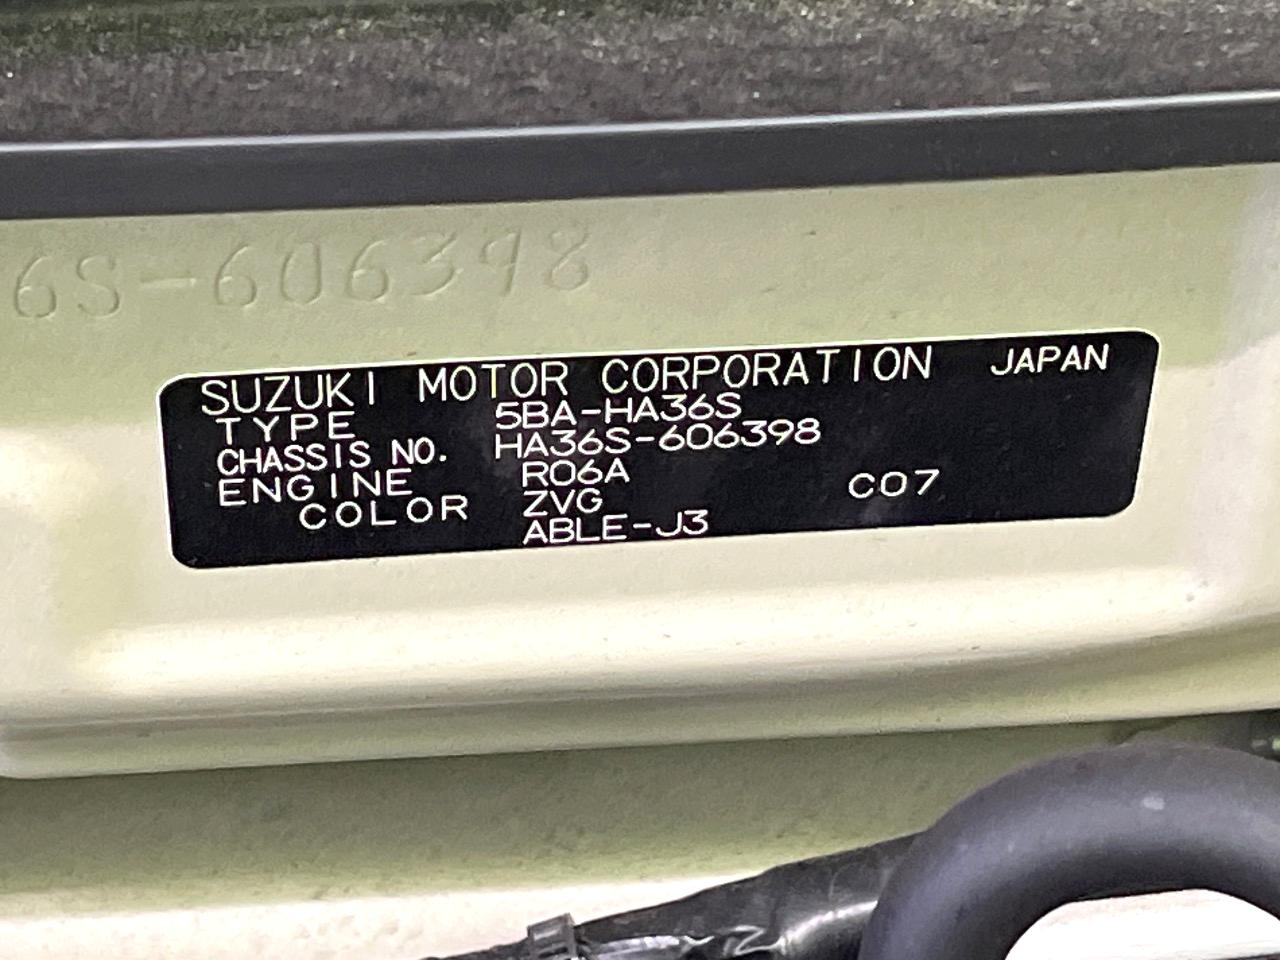 6S-606398
SUZUKI MOTOR CORPORATION JAPAN
TYPE 5BA-HA36S
CHASSIS NO. HA36S-606398
ENGINE R06A
COLOR ZVG C07
ABLE-J3